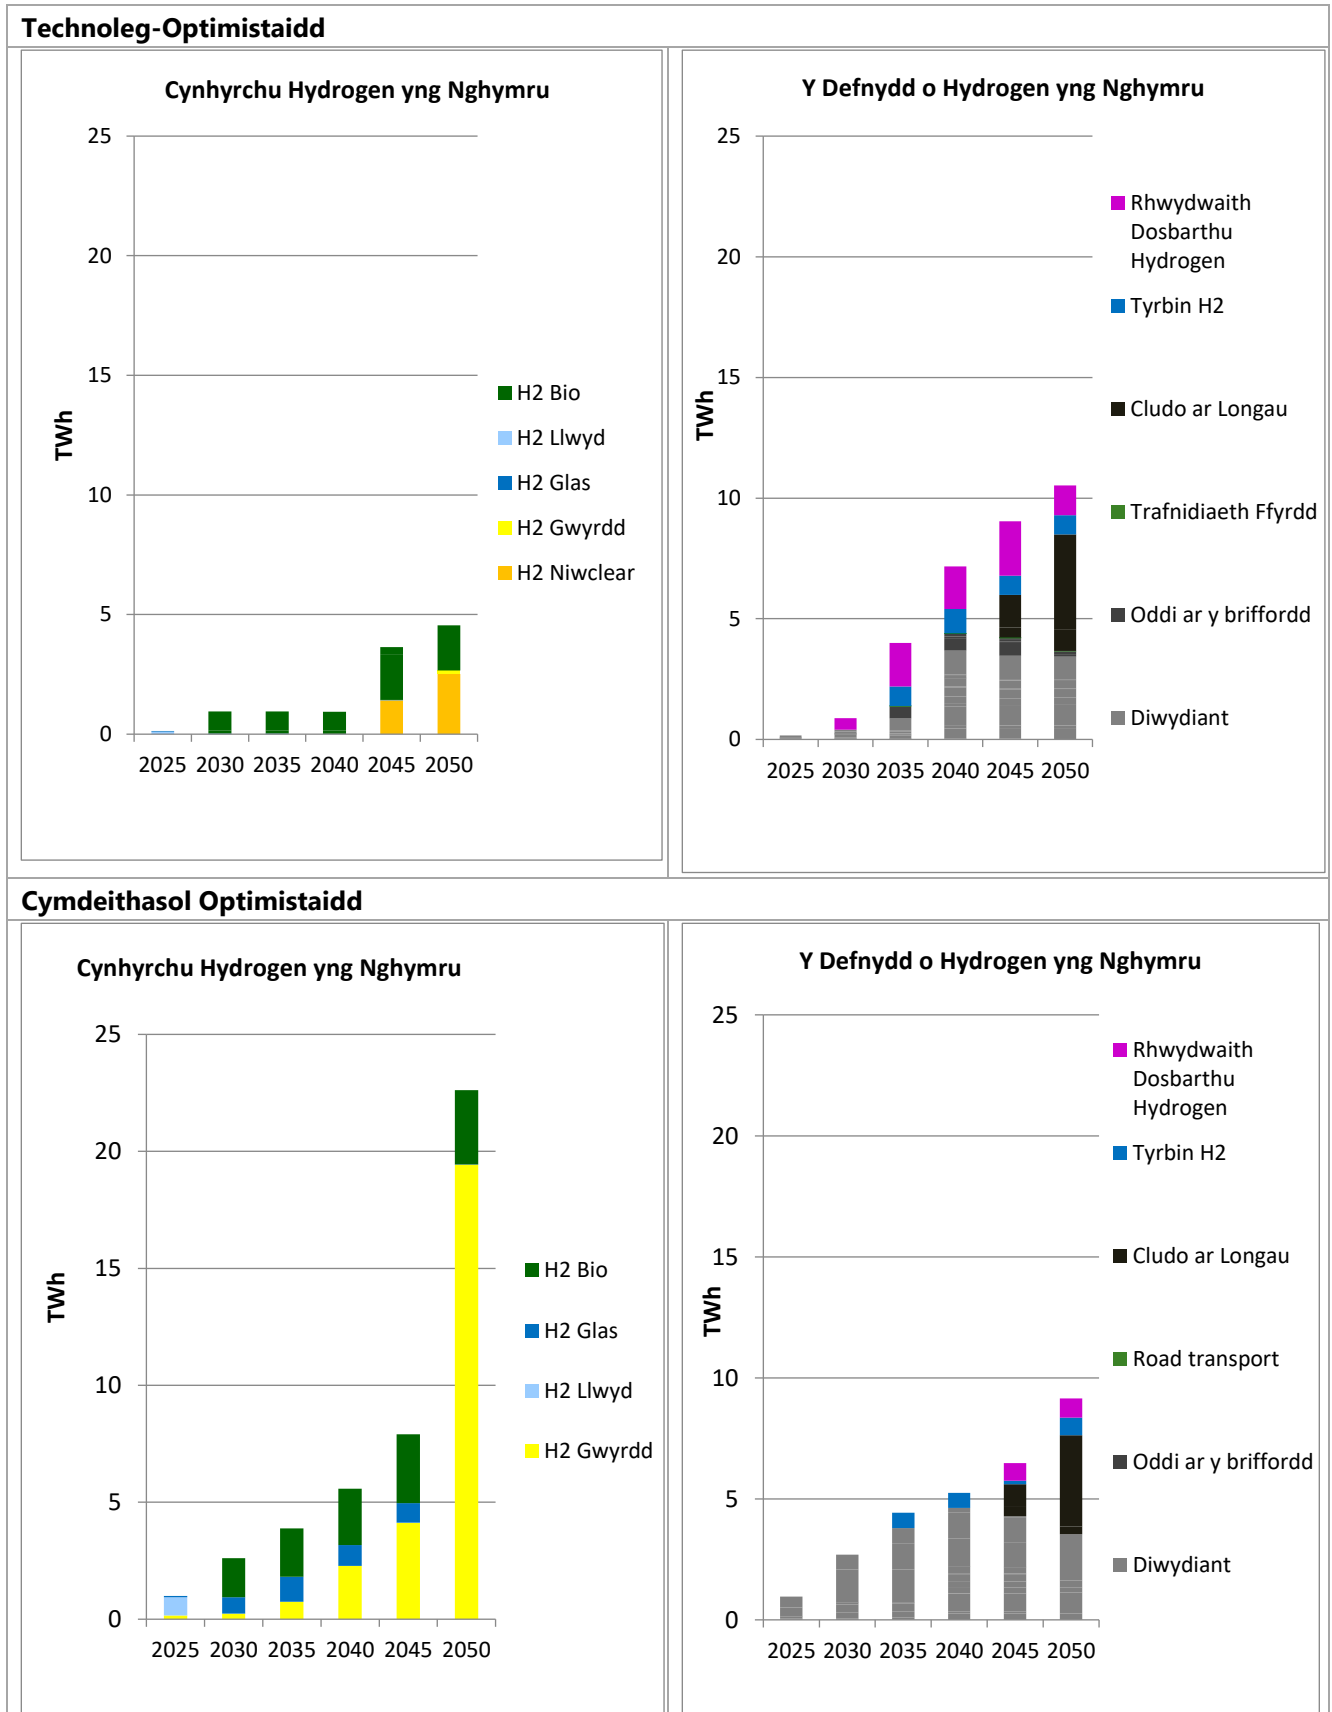 Technoleg-Optimistaidd
Cynhyrchu Hydrogen yng Nghymru
25
20
15
10
5
0
TWh
2025 2030 2035 2040 2045 2050
H2 Bio
H2 Llwyd
H2 Glas
H2 Gwyrdd
H2 Niwclear
Y Defnydd o Hydrogen yng Nghymru
25
20
15
10
5
0
TWh
2025 2030 2035 2040 2045 2050
Rhwydwaith
Dosbarthu
Hydrogen
Tyrbin H2
Cludo ar Longau
Trafnidiaeth Ffyrdd
Oddi ar y briffordd
Diwydiant
Cymdeithasol Optimistaidd
Cynhyrchu Hydrogen yng Nghymru
25
20
15
10
5
0
TWh
2025 2030 2035 2040 2045 2050
H2 Bio
H2 Glas
H2 Llwyd
H2 Gwyrdd
Y Defnydd o Hydrogen yng Nghymru
25
20
15
10
5
0
TWh
2025 2030 2035 2040 2045 2050
Rhwydwaith
Dosbarthu
Hydrogen
Tyrbin H2
Cludo ar Longau
Road transport
Oddi ar y briffordd
Diwydiant